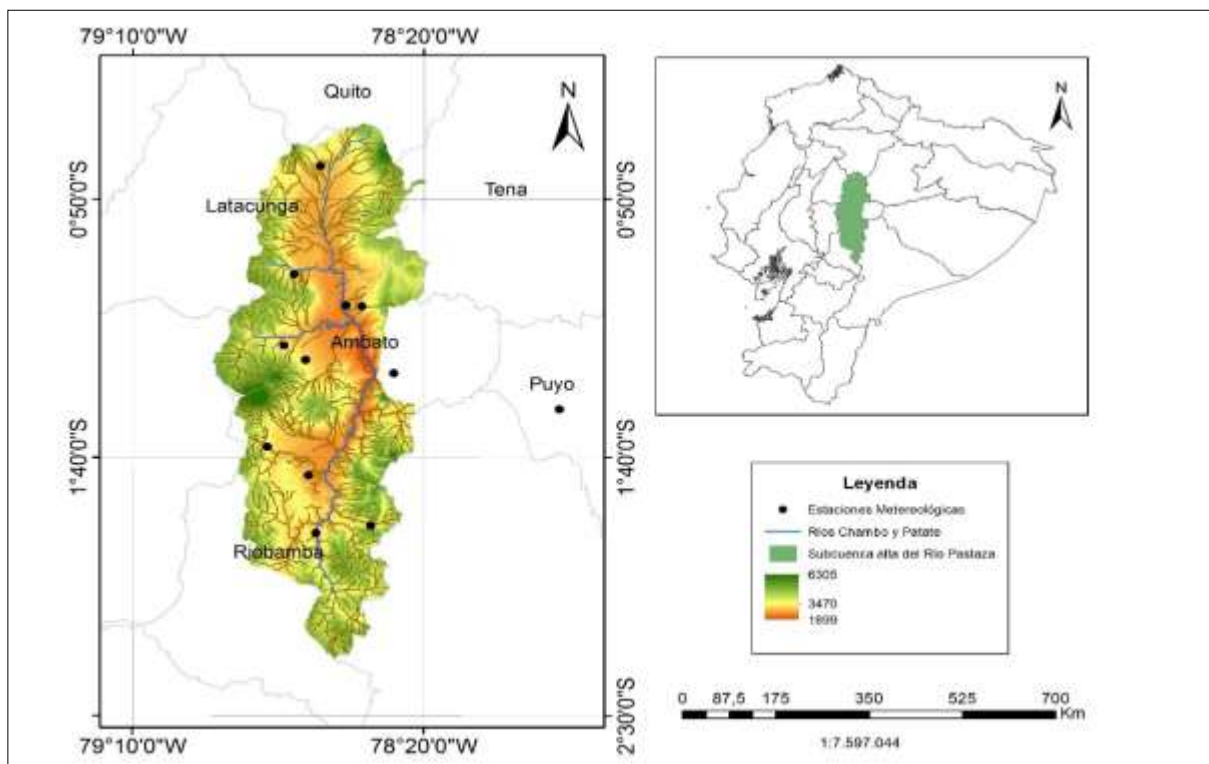 79°10'0"W 78°20'0"W
Quito
N
N
Tena
0°50'0"S
0°50'0"S
Latacunga
Ambato
Puyo
1°40'0"S
1°40'0"S
Riobamba
Leyenda
Estaciones Metereológicas
Rios Chambo y Patate
Subcuenca alta del Río Pastaza
6305
3470
1899
2°30'0"S
0 87,5 175 350 525 700
Km
1:7.597.044
79°10'0"W 78°20'0"W